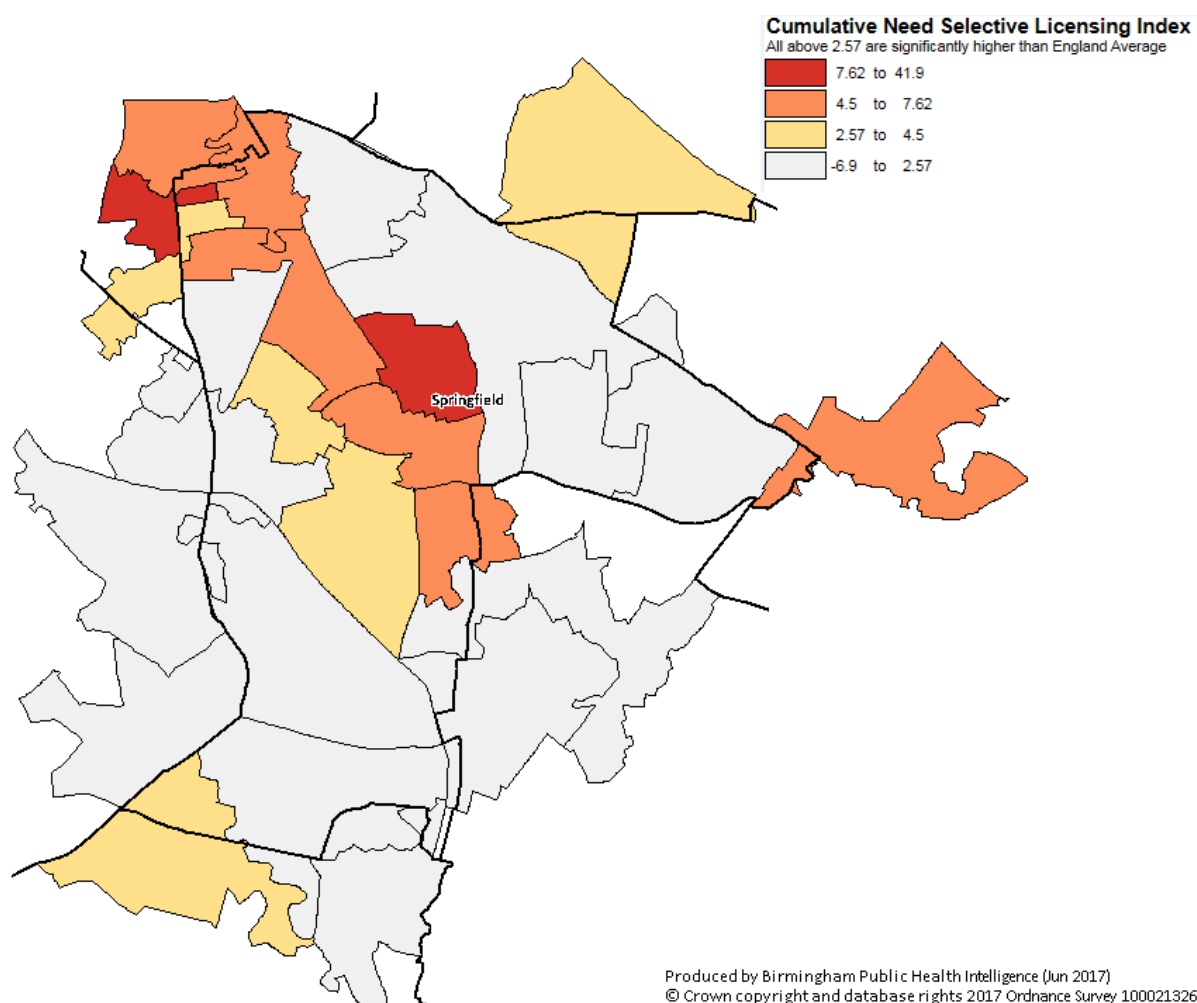 Cumulative Need Selective Licensing Index
All above 2.57 are significantly higher than England Average
7.62 to 41.9
4.5 to 7.62
2.57 to 4.5
-6.9 to 2.57
Springfield
Produced by Birmingham Public Health Intelligence (Jun 2017)
© Crown copyright and database rights 2017 Ordnance Survey 100021326